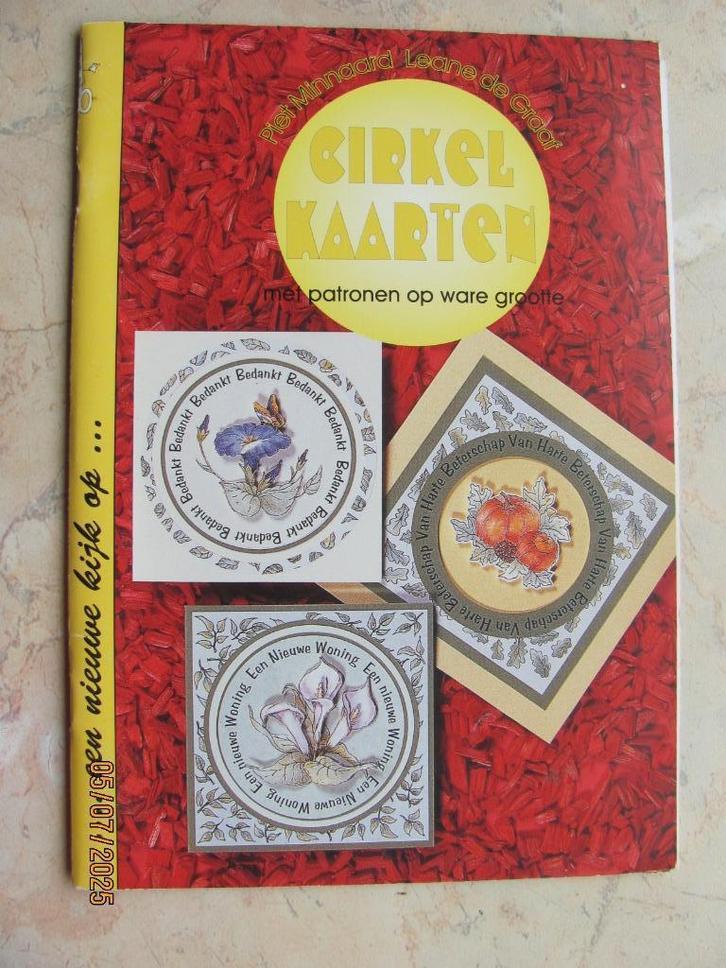 Piet Minnaard Leane de Graaf
CIRKEL
KAARTEN
met patronen op ware grootte
Bedankt Bedankt Bedankt Bedankt Bedankt Bedankt Bedankt Bedankt Bedankt
Van Harte Beterschap Van Harte Beterschap Van Harte Beterschap Van Harte Beterschap
Een Nieuwe Woning, Een nieuwe Woning, Een Nieuwe Woning, Een nieuwe Woning,
een nieuwe kijk op ...
05/07/2025